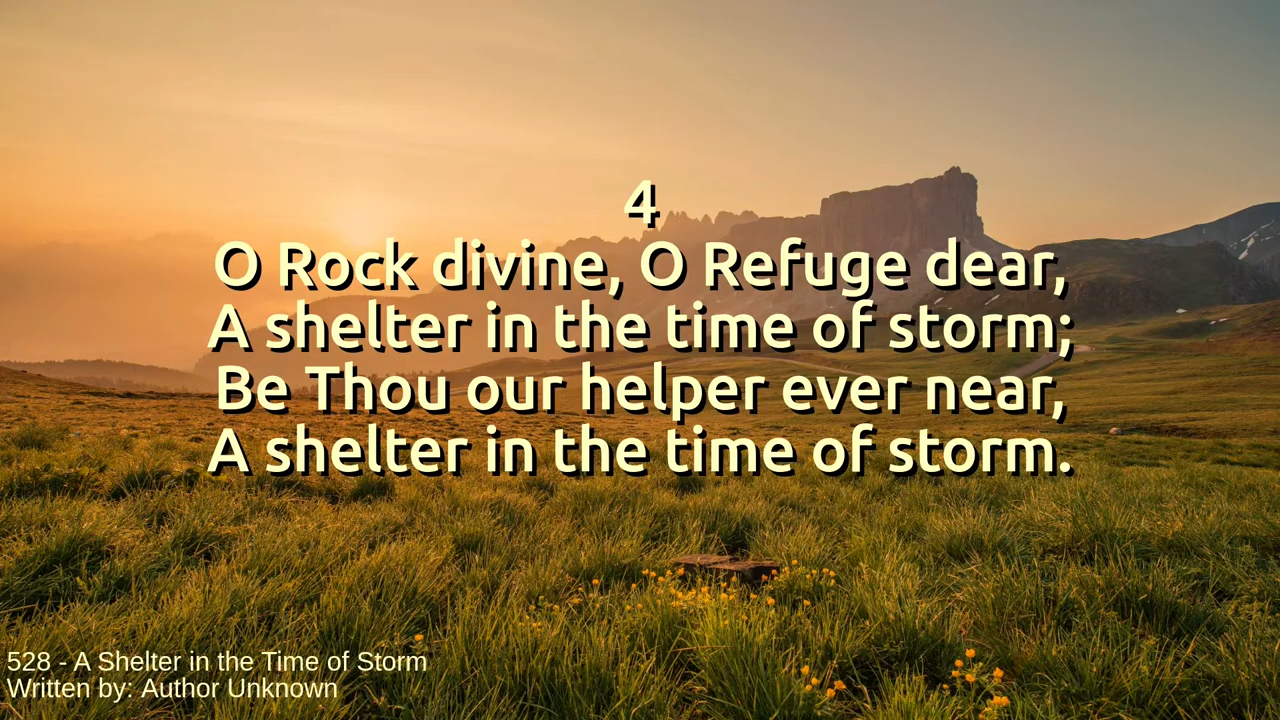 4
O Rock divine, O Refuge dear,
A shelter in the time of storm;
Be Thou our helper ever near,
A shelter in the time of storm.
528 - A Shelter in the Time of Storm
Written by: Author Unknown